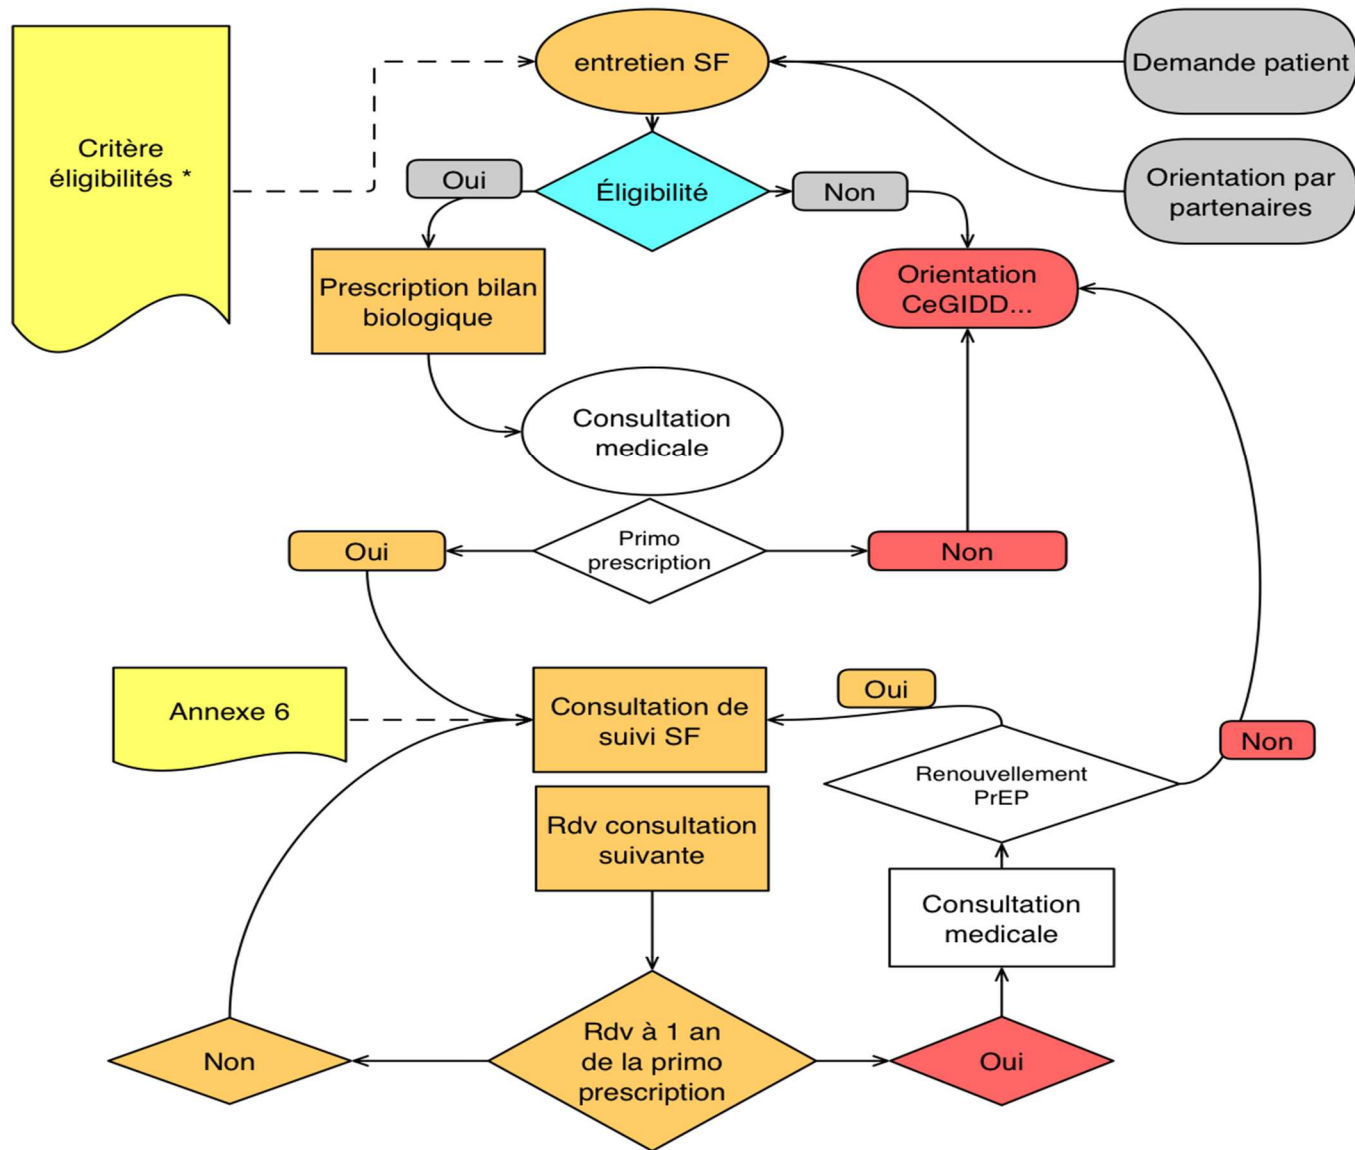 entretien SF
Demande patient
Critère
éligibilités *
Oui
Éligibilité
Non
Orientation par
partenaires
Prescription bilan
biologique
Orientation
CeGIDD...
Consultation
medicale
Oui
Primo
prescription
Non
Annexe 6
Consultation de
suivi SF
Oui
Non
Renouvellement
PrEP
Rdv consultation
suivante
Consultation
medicale
Non
Rdv à 1 an
de la primo
prescription
Oui